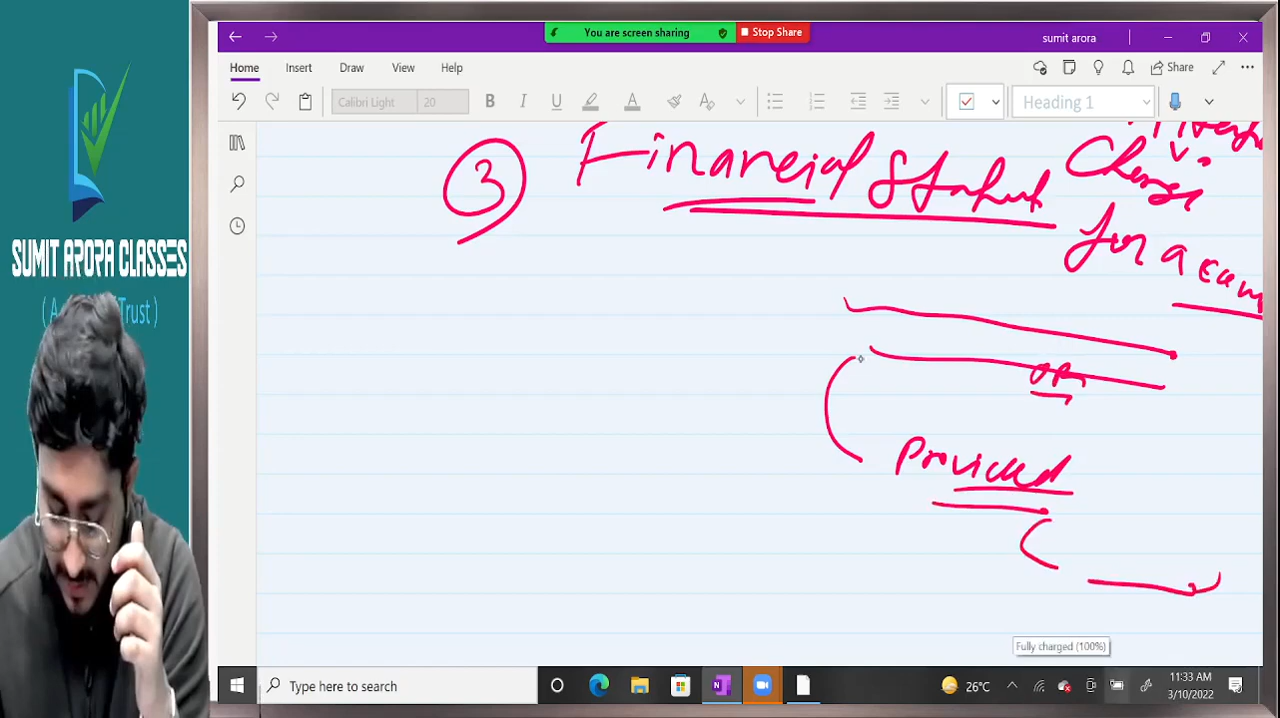 You are screen sharing
Stop Share
sumit arora
Home Insert Draw View Help
Share
Calibri Light 20
B I U A
Heading 1
3 Financial
for a exam
Provided
SUMIT ARORA CLASSES
( A Trust )
Fully charged (100%)
Type here to search
26°C
11:33 AM
3/10/2022